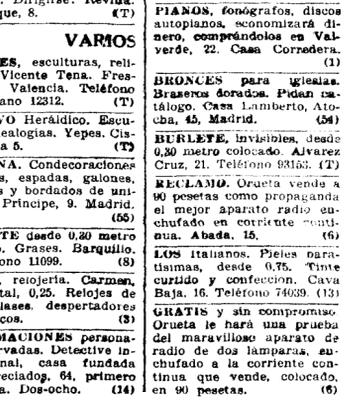 que, 8. (T)
VARIOS
ES, esculturas, reli-
Vicente Tena. Fres-
Valencia. Teléfono
ano 12312. (T)
O Heráldico. Escu-
ealogías. Yepes. Cis-
a 5. (T)
NA. Condecoraciones
s, espadas, galones,
s y bordados de uni-
Príncipe, 9. Madrid.
(55)
TE desde 0,30 metro
o. Grases. Barquillo.
ono 11099. (8)
, relojería. Carmen,
tal, 0,25. Relojes de
lases. despertadores
cos. (3)
MACIONES persona-
rvadas. Detective in-
nal, casa fundada
eciados, 64, primero
a. Dos-ocho. (14)
PIANOS, fonógrafos, discos
autopianos, economizará di-
nero, comprándolos en Val-
verde, 22. Casa Corredera.
(1)
BRONCES para iglesias.
Braseros dorados. Pidan ca-
tálogo. Casa Lamberto, Ato-
cha, 45, Madrid. (54)
BURLETE, invisibles, desde
0,30 metro colocado. Alvarez
Cruz, 21. Teléfono 93153. (T)
RECLAMO. Orueta vende a
90 pesetas como propaganda
el mejor aparato radio en-
chufado en corriente conti-
nua. Abada, 15. (6)
LOS Italianos. Pieles bara-
tísimas, desde 0,75. Tinte
curtido y confección. Cava
Baja, 16. Teléfono 74039. (13)
GRATIS y sin compromiso
Orueta le hará una prueba
del maravilloso aparato de
radio de dos lámparas, en-
chufado a la corriente con-
tinua que vende, colocado,
en 90 pesetas. (6)